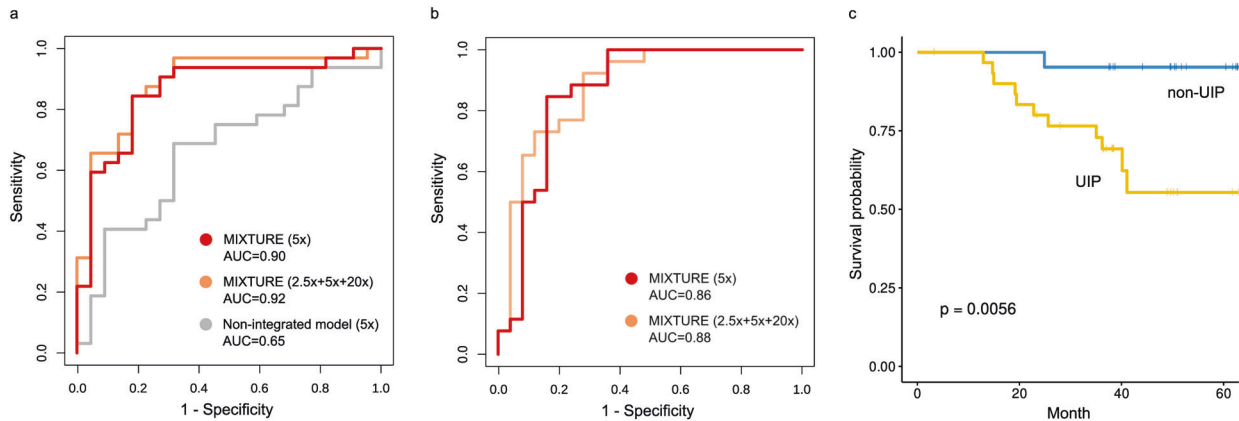 a
Sensitivity
1.0
0.8
0.6
0.4
0.2
0.0
MIXTURE (5x)
AUC=0.90
MIXTURE (2.5x+5x+20x)
AUC=0.92
Non-integrated model (5x)
AUC=0.65
0.0 0.2 0.4 0.6 0.8 1.0
1 - Specificity
b
Sensitivity
1.0
0.8
0.6
0.4
0.2
0.0
MIXTURE (5x)
AUC=0.86
MIXTURE (2.5x+5x+20x)
AUC=0.88
0.0 0.2 0.4 0.6 0.8 1.0
1 - Specificity
c
Survival probability
1.00
0.75
0.50
0.25
0.00
non-UIP
UIP
p = 0.0056
0 20 40 60
Month